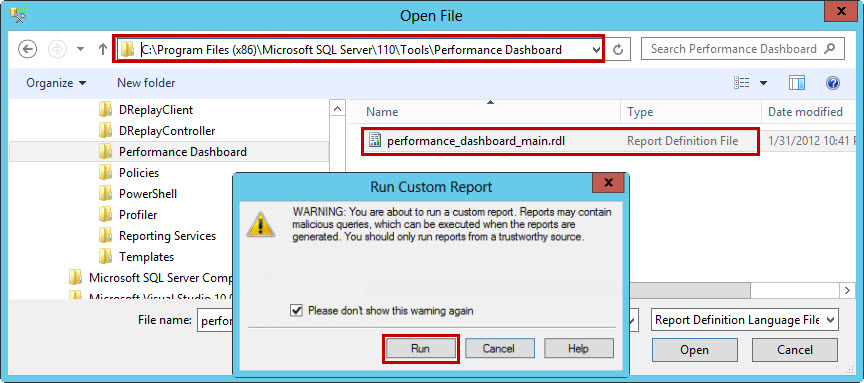 Open File
C:\Program Files (x86)\Microsoft SQL Server\110\Tools\Performance Dashboard
Search Performance Dashboard
Organize
New folder
DReplayClient
DReplayController
Performance Dashboard
Policies
PowerShell
Profiler
Reporting Services
Templates
Microsoft SQL Server Comp
Microsoft Visual Studio 10.0
Name
Type
Date modified
performance_dashboard_main.rdl
Report Definition File
1/31/2012 10:41 P
Run Custom Report
WARNING: You are about to run a custom report. Reports may contain
malicious queries, which can be executed when the reports are
generated. You should only run reports from a trustworthy source.
Please don't show this warning again
Run
Cancel
Help
File name:
perfor
Report Definition Language File
Open
Cancel